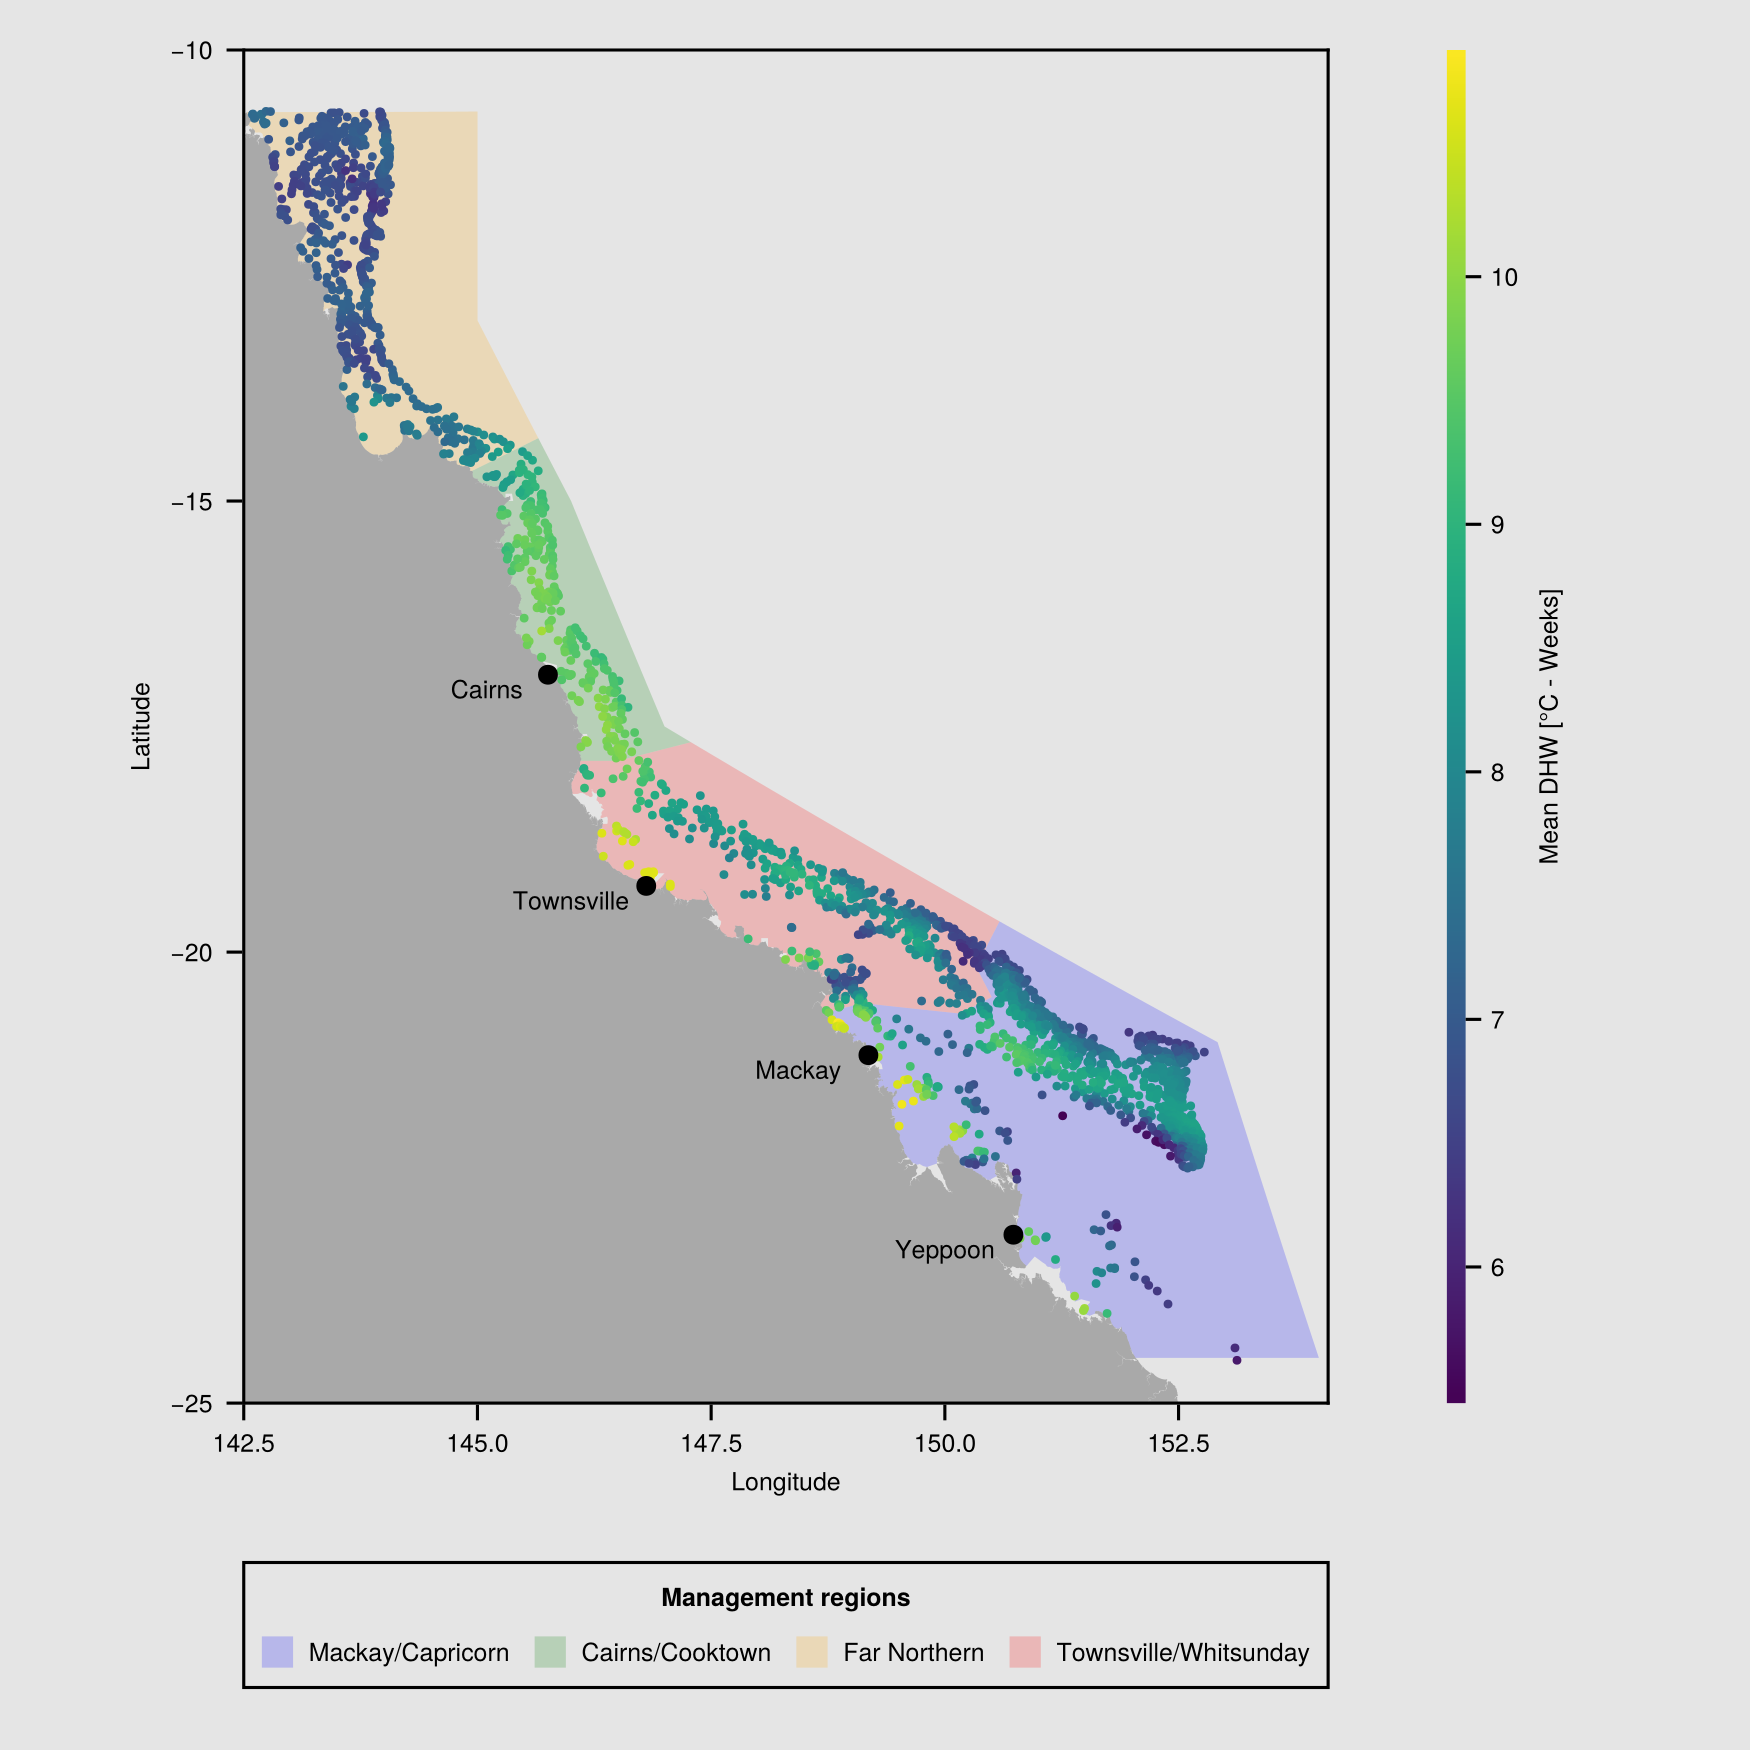 −10
−15
−20
−25
Latitude
Cairns
Townsville
Mackay
Yeppoon
142.5
145.0
147.5
150.0
152.5
Longitude
10
9
8
7
6
Mean DHW [°C - Weeks]
Management regions
Mackay/Capricorn
Cairns/Cooktown
Far Northern
Townsville/Whitsunday